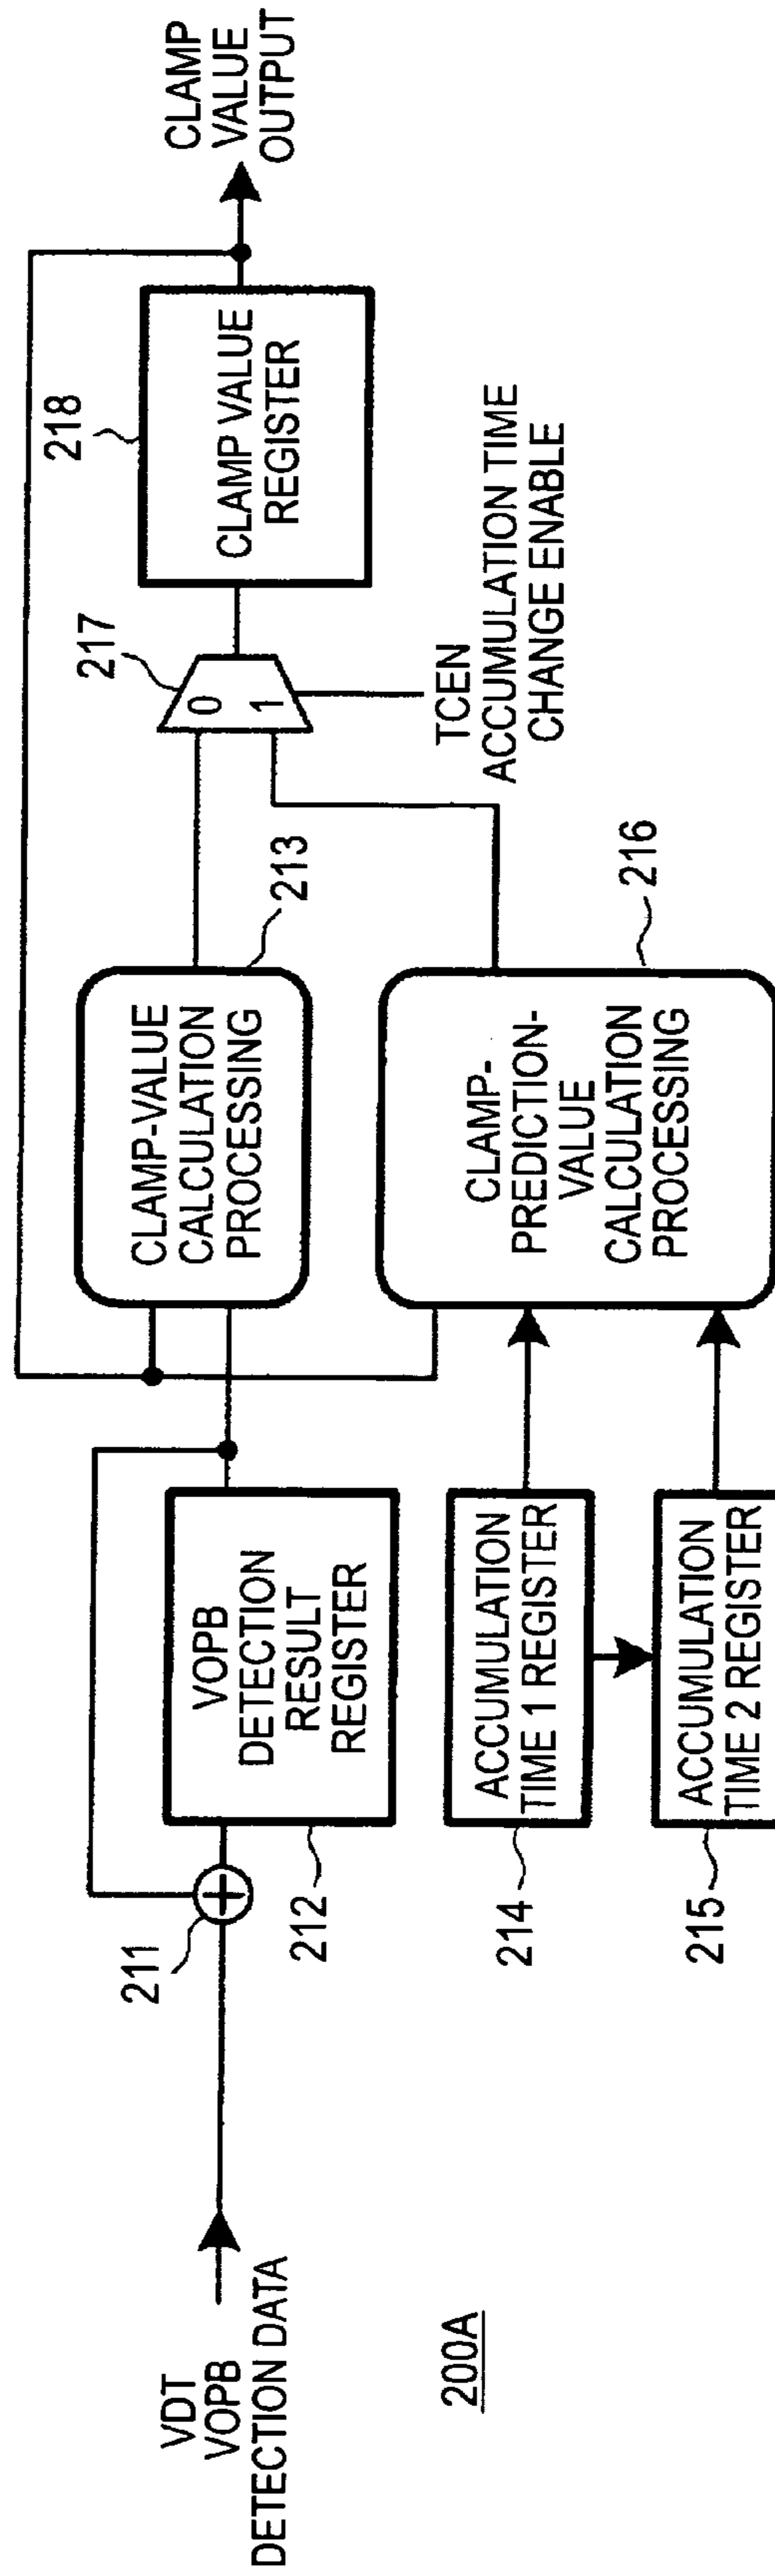 200A
VDT
VOPB
DETECTION DATA
211
VOPB
DETECTION
RESULT
REGISTER
212
CLAMP-VALUE
CALCULATION
PROCESSING
213
217
0
1
218
CLAMP VALUE
REGISTER
CLAMP
VALUE
OUTPUT
TCEN
ACCUMULATION TIME
CHANGE ENABLE
ACCUMULATION
TIME 1 REGISTER
214
ACCUMULATION
TIME 2 REGISTER
215
CLAMP-
PREDICTION-
VALUE
CALCULATION
PROCESSING
216